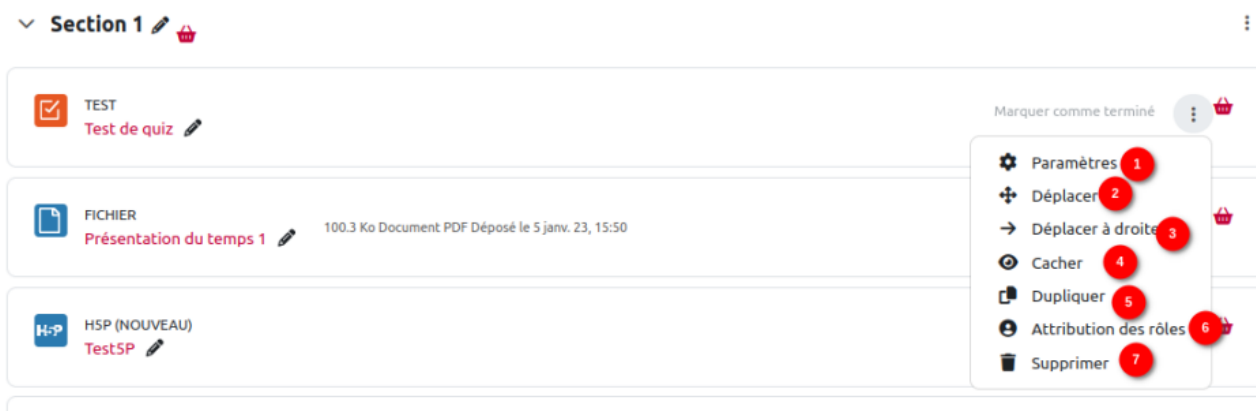 Section 1
TEST
Test de quiz
Marquer comme terminé
Paramètres 1
Déplacer 2
Déplacer à droite 3
Cacher 4
Dupliquer 5
Attribution des rôles 6
Supprimer 7
FICHIER
Présentation du temps 1
100.3 Ko Document PDF Déposé le 5 janv. 23, 15:50
H5P
H5P (NOUVEAU)
Test5P